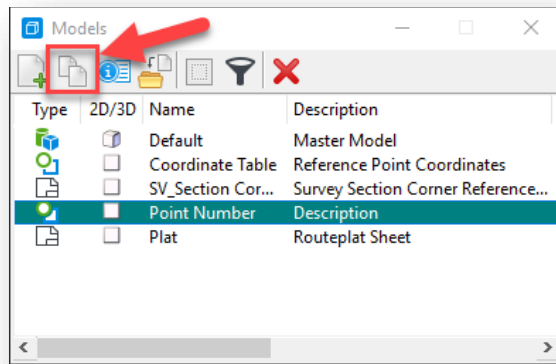 Models
Type 2D/3D Name Description
Default Master Model
Coordinate Table Reference Point Coordinates
SV_Section Cor... Survey Section Corner Reference...
Point Number Description
Plat Routeplat Sheet